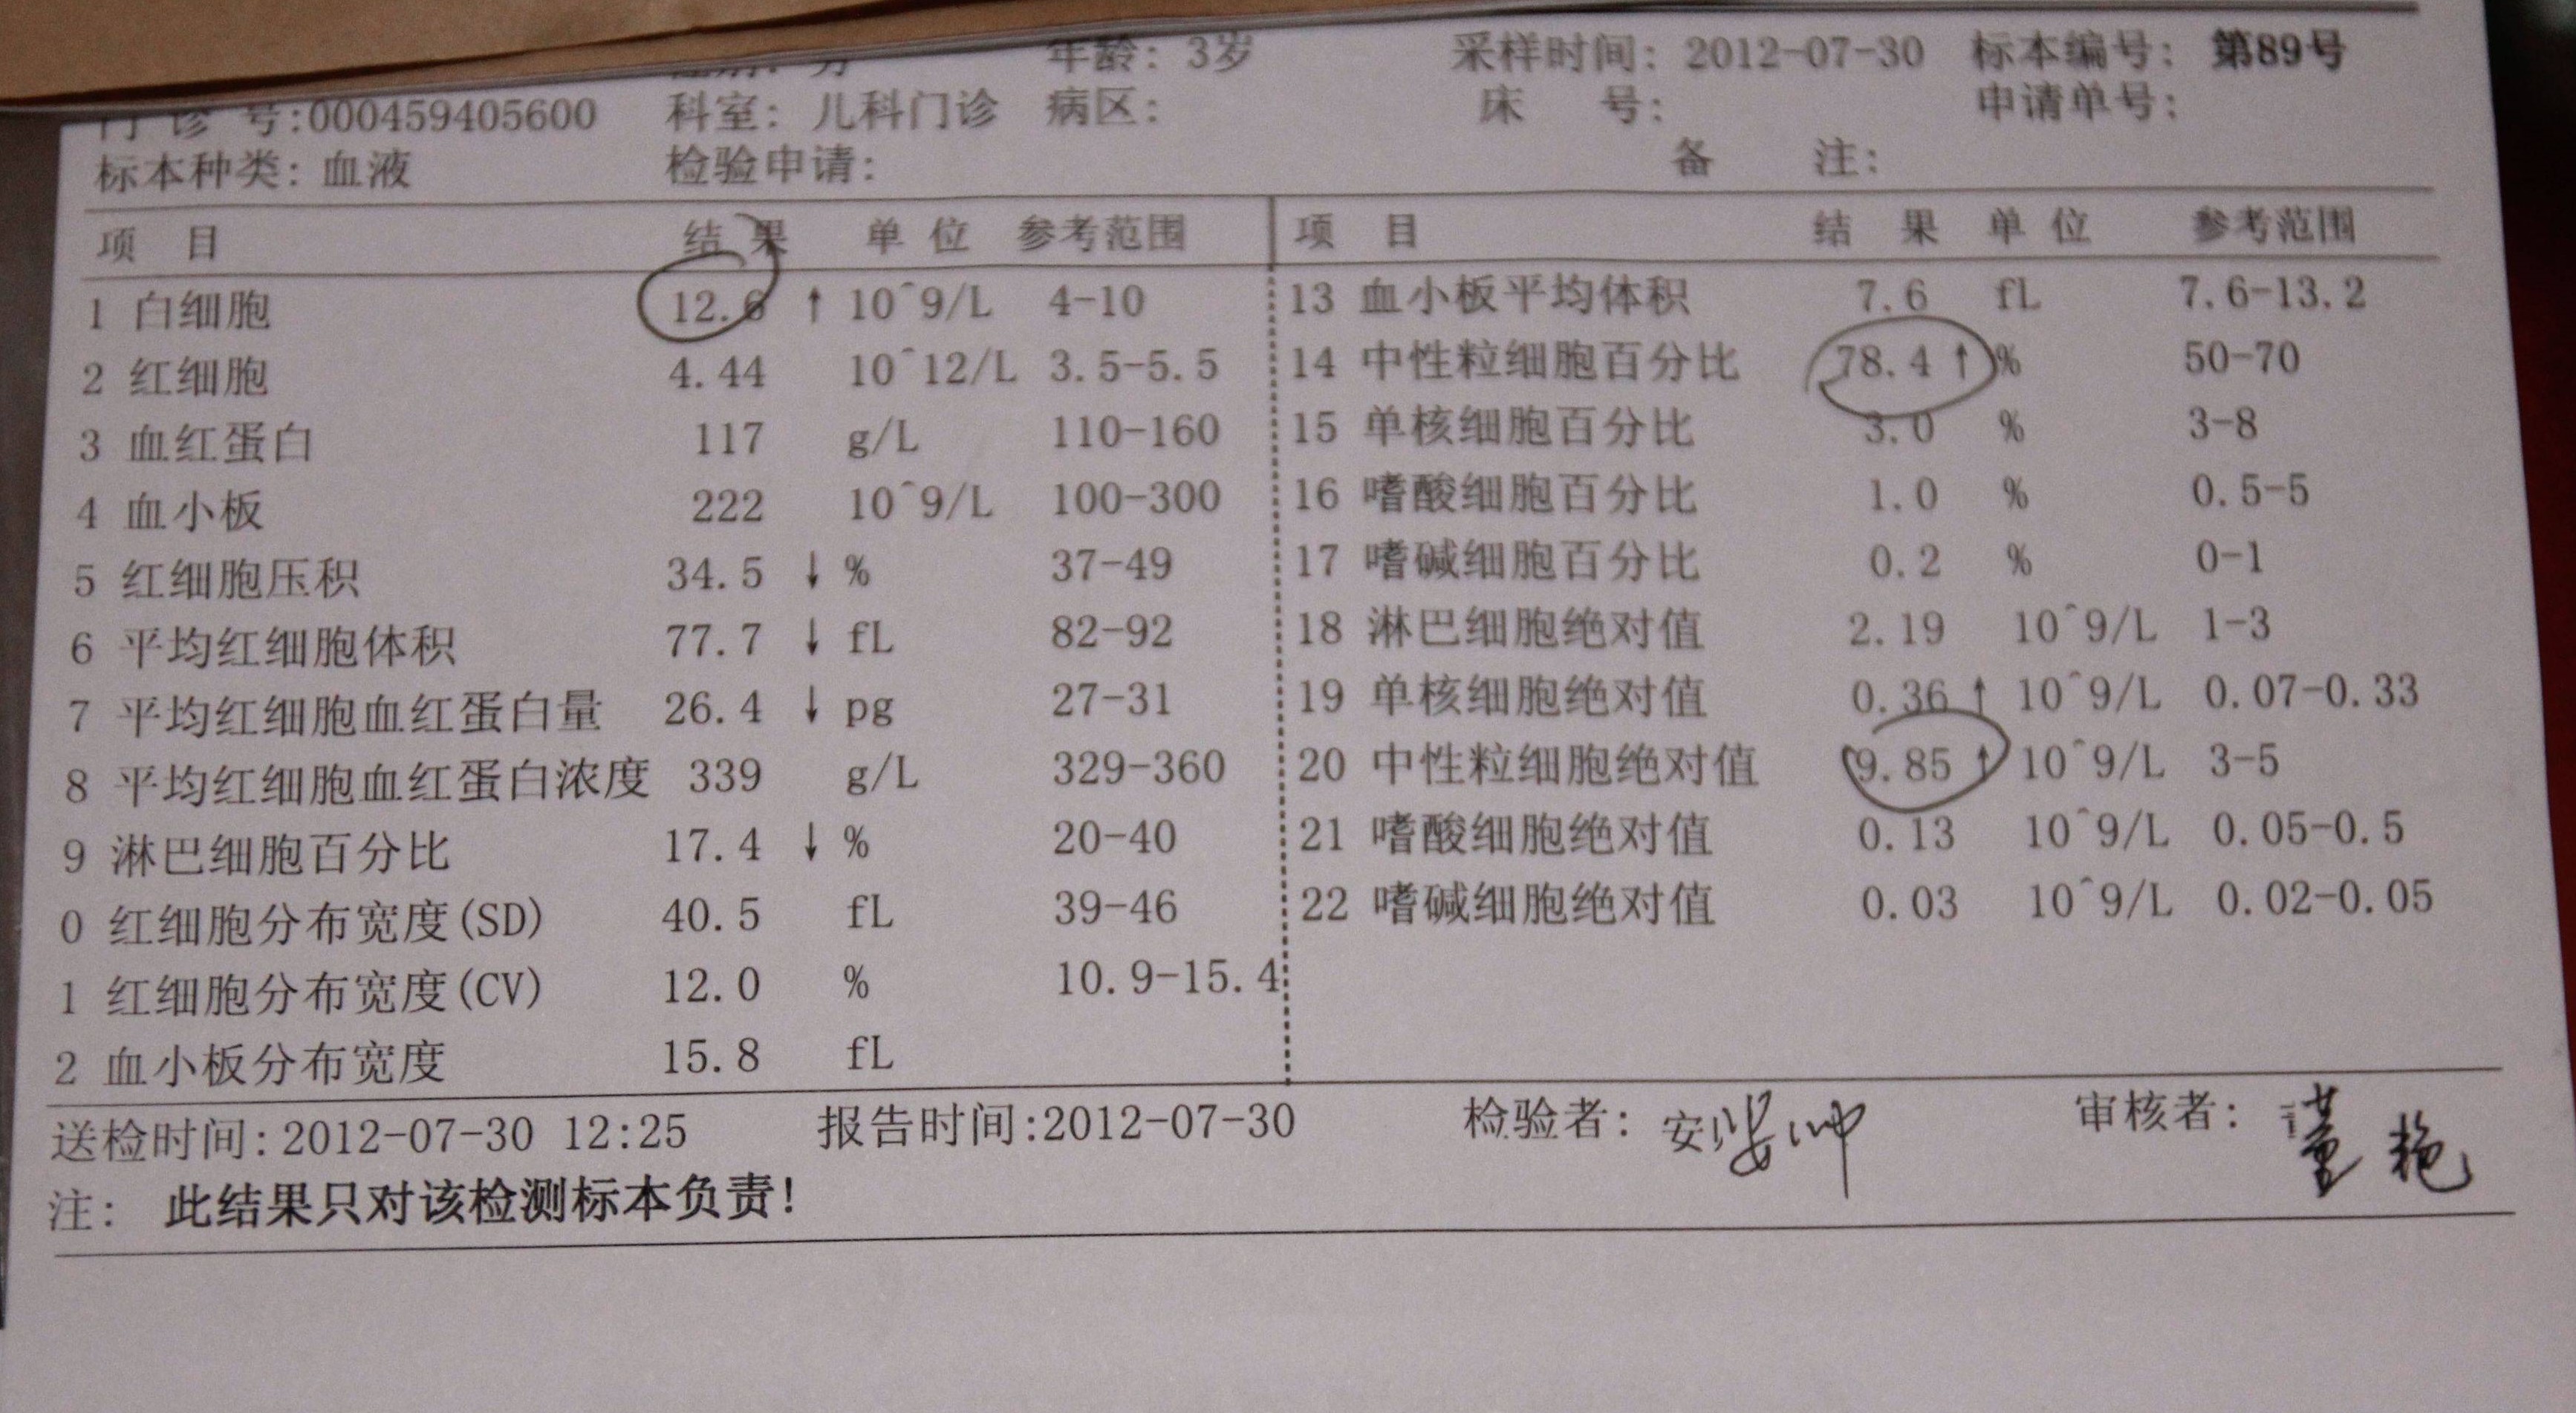 年龄: 3岁 采样时间: 2012-07-30 标本编号: 第89号
门 诊 号:000459405600 科室: 儿科门诊 病区: 床 号: 申请单号:
标本种类: 血液 检验申请: 备 注:
项 目 结 果 单 位 参考范围 项 目 结 果 单 位 参考范围
1 白细胞 12.6 ↑ 10^9/L 4-10 13 血小板平均体积 7.6 fL 7.6-13.2
2 红细胞 4.44 10^12/L 3.5-5.5 14 中性粒细胞百分比 78.4 ↑ % 50-70
3 血红蛋白 117 g/L 110-160 15 单核细胞百分比 3.0 % 3-8
4 血小板 222 10^9/L 100-300 16 嗜酸细胞百分比 1.0 % 0.5-5
5 红细胞压积 34.5 ↓ % 37-49 17 嗜碱细胞百分比 0.2 % 0-1
6 平均红细胞体积 77.7 ↓ fL 82-92 18 淋巴细胞绝对值 2.19 10^9/L 1-3
7 平均红细胞血红蛋白量 26.4 ↓ pg 27-31 19 单核细胞绝对值 0.36 ↑ 10^9/L 0.07-0.33
8 平均红细胞血红蛋白浓度 339 g/L 329-360 20 中性粒细胞绝对值 9.85 ↑ 10^9/L 3-5
9 淋巴细胞百分比 17.4 ↓ % 20-40 21 嗜酸细胞绝对值 0.13 10^9/L 0.05-0.5
0 红细胞分布宽度(SD) 40.5 fL 39-46 22 嗜碱细胞绝对值 0.03 10^9/L 0.02-0.05
1 红细胞分布宽度(CV) 12.0 % 10.9-15.4
2 血小板分布宽度 15.8 fL
送检时间: 2012-07-30 12:25 报告时间:2012-07-30 检验者: 安 审核者: 董艳
注: 此结果只对该检测标本负责!